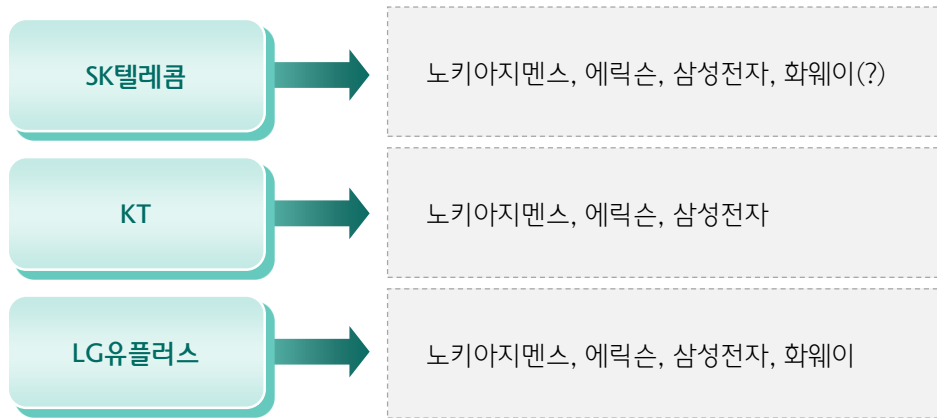 SK텔레콤
노키아지멘스, 에릭슨, 삼성전자, 화웨이(?)
KT
노키아지멘스, 에릭슨, 삼성전자
LG유플러스
노키아지멘스, 에릭슨, 삼성전자, 화웨이